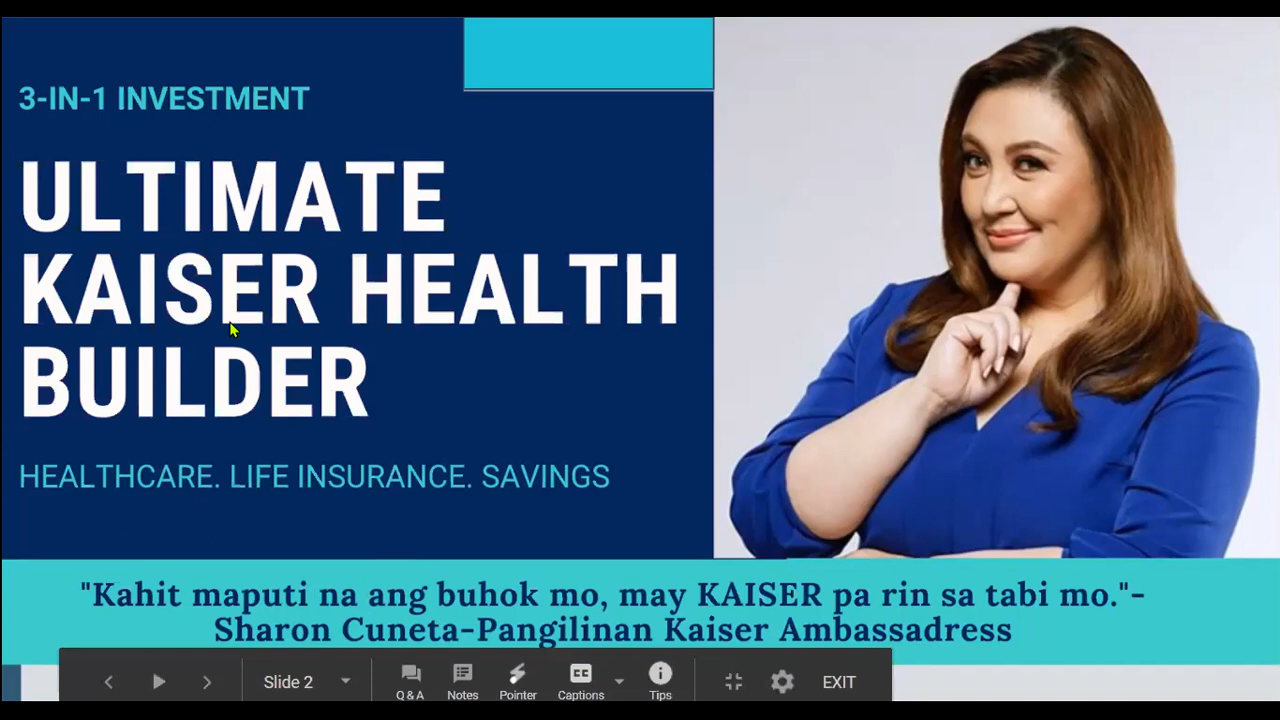 3-IN-1 INVESTMENT
ULTIMATE
KAISER HEALTH
BUILDER
HEALTHCARE. LIFE INSURANCE. SAVINGS
"Kahit maputi na ang buhok mo, may KAISER pa rin sa tabi mo."-
Sharon Cuneta-Pangilinan Kaiser Ambassadress
Slide 2
Q & A
Notes
Pointer
CC
Captions
Tips
EXIT